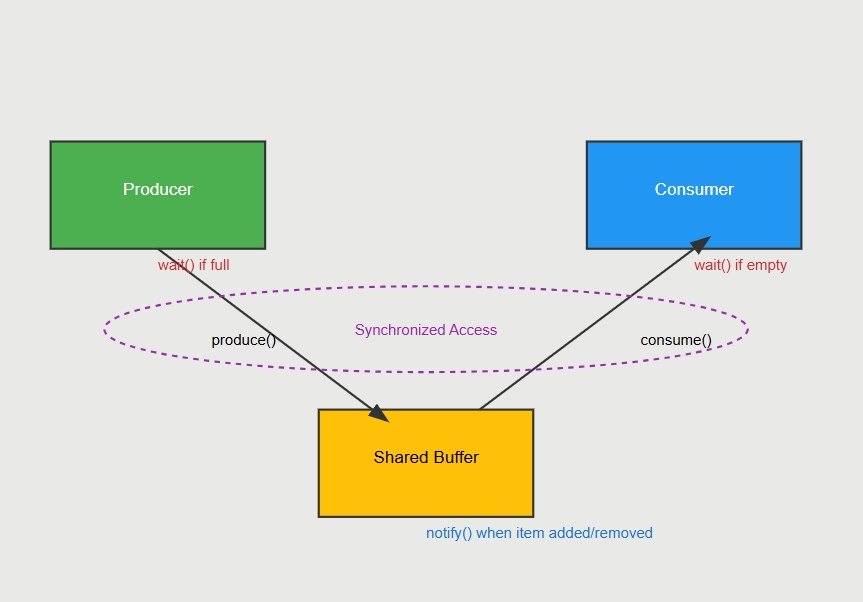 Producer
Consumer
wait() if full
wait() if empty
Synchronized Access
produce()
consume()
Shared Buffer
notify() when item added/removed